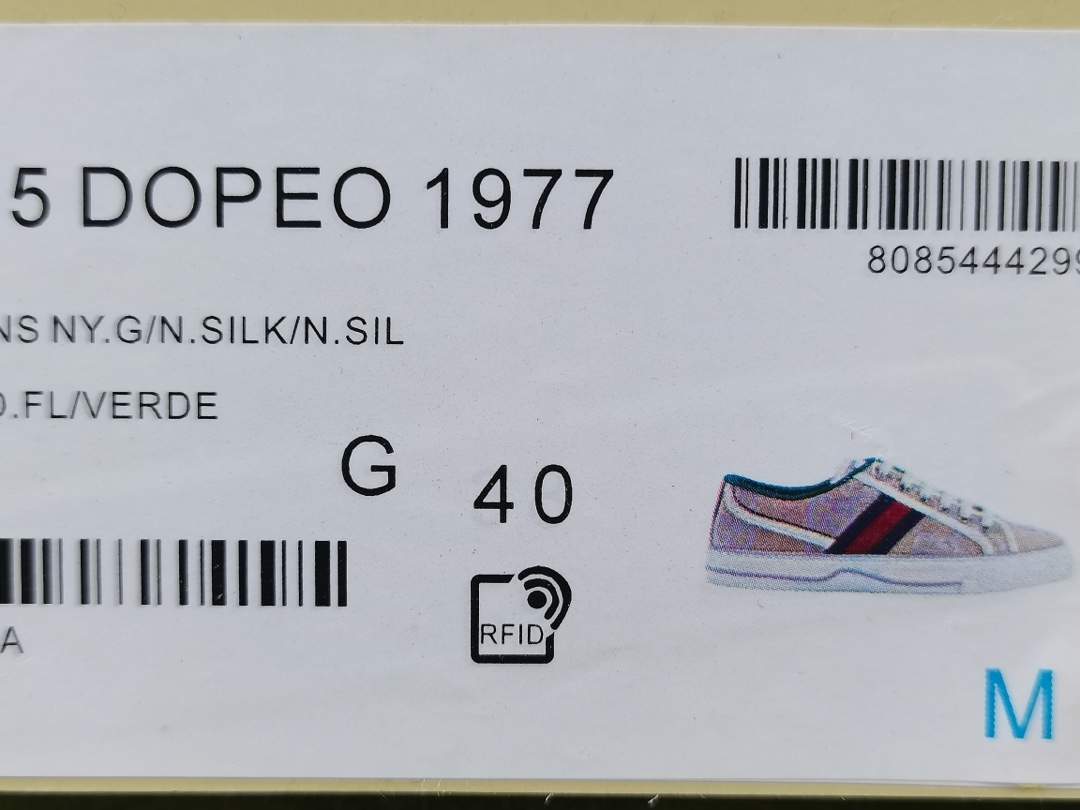 5 DOPEO 1977
8085444299
NS NY.G/N.SILK/N.SIL
D.FL/VERDE
G
40
RFID
A
M